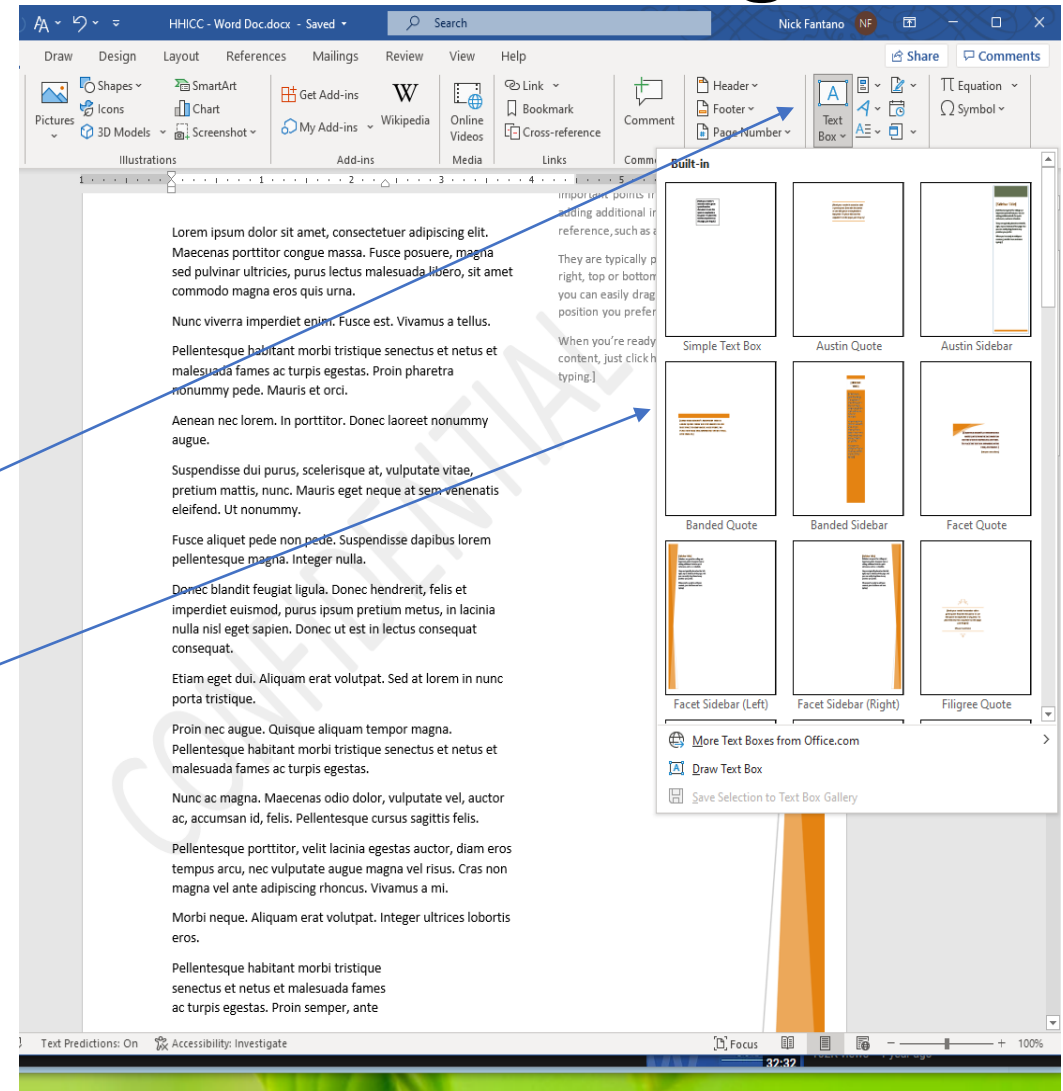 HHICC - Word Doc.docx - Saved
Search
Nick Fantano NF
Draw Design Layout References Mailings Review View Help
Share Comments
Pictures
Shapes
Icons
3D Models
SmartArt
Chart
Screenshot
Illustrations
Get Add-ins
My Add-ins
Wikipedia
Add-ins
Online
Videos
Media
Link
Bookmark
Cross-reference
Links
Comment
Header
Footer
Page Number
Text
Box
A
Equation
Symbol
1 1 2 3 4 5
Lorem ipsum dolor sit amet, consectetuer adipiscing elit.
Maecenas porttitor congue massa. Fusce posuere, magna
sed pulvinar ultricies, purus lectus malesuada libero, sit amet
commodo magna eros quis urna.
Nunc viverra imperdiet enim. Fusce est. Vivamus a tellus.
Pellentesque habitant morbi tristique senectus et netus et
malesuada fames ac turpis egestas. Proin pharetra
nonummy pede. Mauris et orci.
Aenean nec lorem. In porttitor. Donec laoreet nonummy
augue.
Suspendisse dui purus, scelerisque at, vulputate vitae,
pretium mattis, nunc. Mauris eget neque at sem venenatis
eleifend. Ut nonummy.
Fusce aliquet pede non pede. Suspendisse dapibus lorem
pellentesque magna. Integer nulla.
Donec blandit feugiat ligula. Donec hendrerit, felis et
imperdiet euismod, purus ipsum pretium metus, in lacinia
nulla nisl eget sapien. Donec ut est in lectus consequat
consequat.
Etiam eget dui. Aliquam erat volutpat. Sed at lorem in nunc
porta tristique.
Proin nec augue. Quisque aliquam tempor magna.
Pellentesque habitant morbi tristique senectus et netus et
malesuada fames ac turpis egestas.
Nunc ac magna. Maecenas odio dolor, vulputate vel, auctor
ac, accumsan id, felis. Pellentesque cursus sagittis felis.
Pellentesque porttitor, velit lacinia egestas auctor, diam eros
tempus arcu, nec vulputate augue magna vel risus. Cras non
magna vel ante adipiscing rhoncus. Vivamus a mi.
Morbi neque. Aliquam erat volutpat. Integer ultrices lobortis
eros.
Pellentesque habitant morbi tristique
senectus et netus et malesuada fames
ac turpis egestas. Proin semper, ante
CONFIDENTIAL
important points
adding additional
reference, such as
They are typically
right, top or bottom
you can easily drag
position you prefer
When you're ready
content, just click
typing.]
Built-in
Simple Text Box Austin Quote Austin Sidebar
Banded Quote Banded Sidebar Facet Quote
Facet Sidebar (Left) Facet Sidebar (Right) Filigree Quote
More Text Boxes from Office.com
Draw Text Box
Save Selection to Text Box Gallery
Text Predictions: On Accessibility: Investigate
Focus 100%
32:32